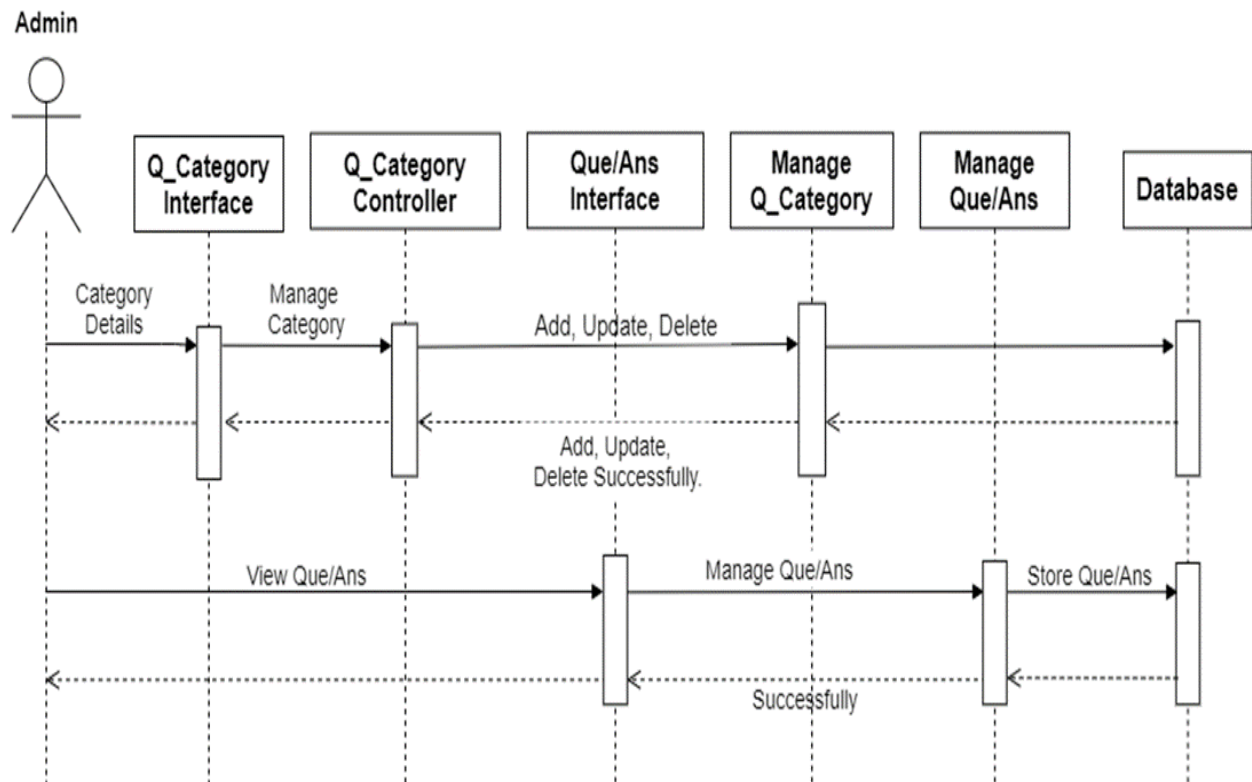 Admin
Q_Category
Interface
Q_Category
Controller
Que/Ans
Interface
Manage
Q_Category
Manage
Que/Ans
Database
Category
Details
Manage
Category
Add, Update, Delete
Add, Update,
Delete Successfully.
View Que/Ans
Manage Que/Ans
Store Que/Ans
Successfully